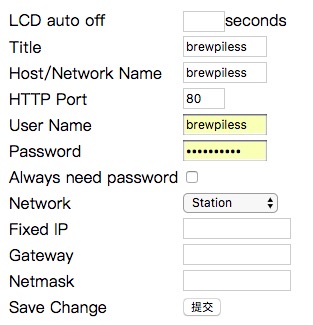 LCD auto off seconds
Title brewpiless
Host/Network Name brewpiless
HTTP Port 80
User Name brewpiless
Password ••••••••••
Always need password
Network Station
Fixed IP
Gateway
Netmask
Save Change 提交